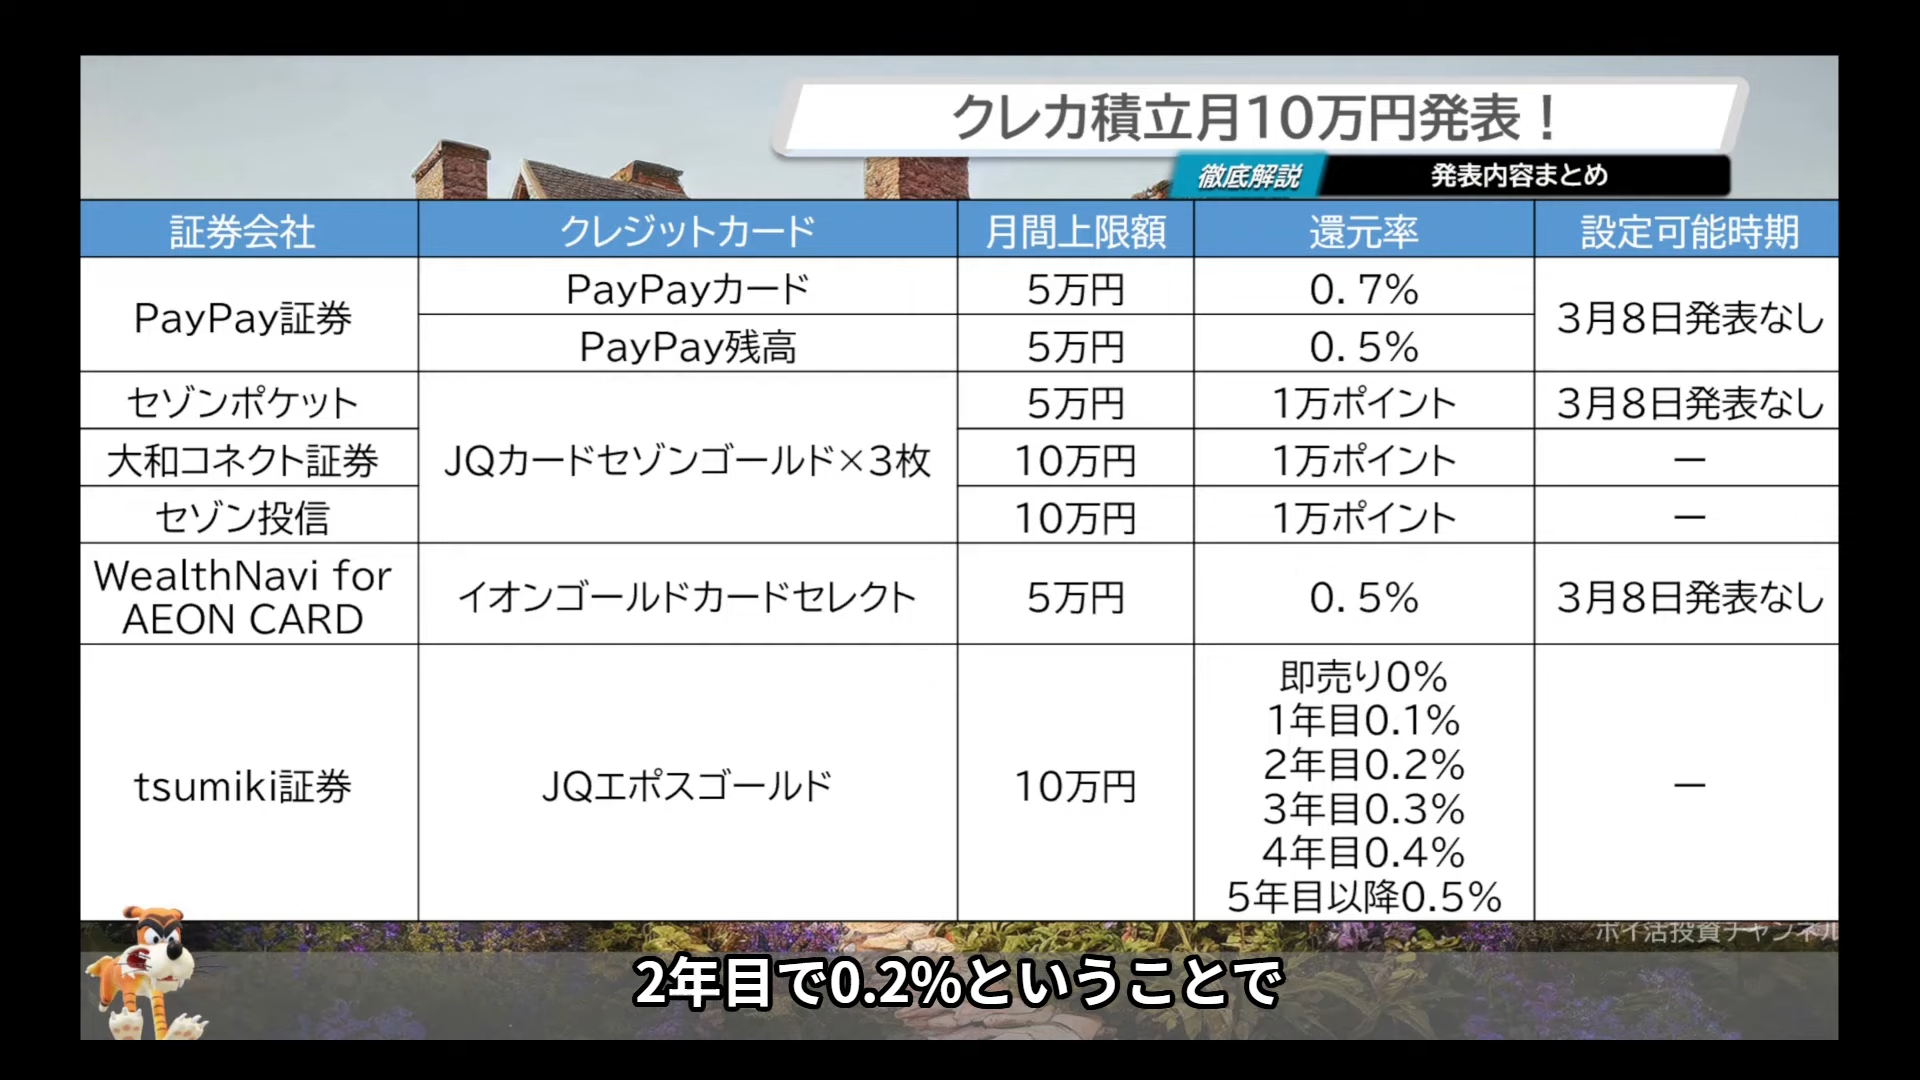 クレカ積立月10万円発表！
徹底解説 発表内容まとめ
証券会社 クレジットカード 月間上限額 還元率 設定可能時期
PayPay証券 PayPayカード 5万円 0.7% 3月8日発表なし
PayPay残高 5万円 0.5%
セゾンポケット JQカードセゾンゴールド×3枚 5万円 1万ポイント 3月8日発表なし
大和コネクト証券 10万円 1万ポイント ー
セゾン投信 10万円 1万ポイント ー
WealthNavi for
AEON CARD イオンゴールドカードセレクト 5万円 0.5% 3月8日発表なし
tsumiki証券 JQエポスゴールド 10万円 即売り0% ー
1年目0.1%
2年目0.2%
3年目0.3%
4年目0.4%
5年目以降0.5%
ポイ活投資チャンネル
2年目で0.2%ということで